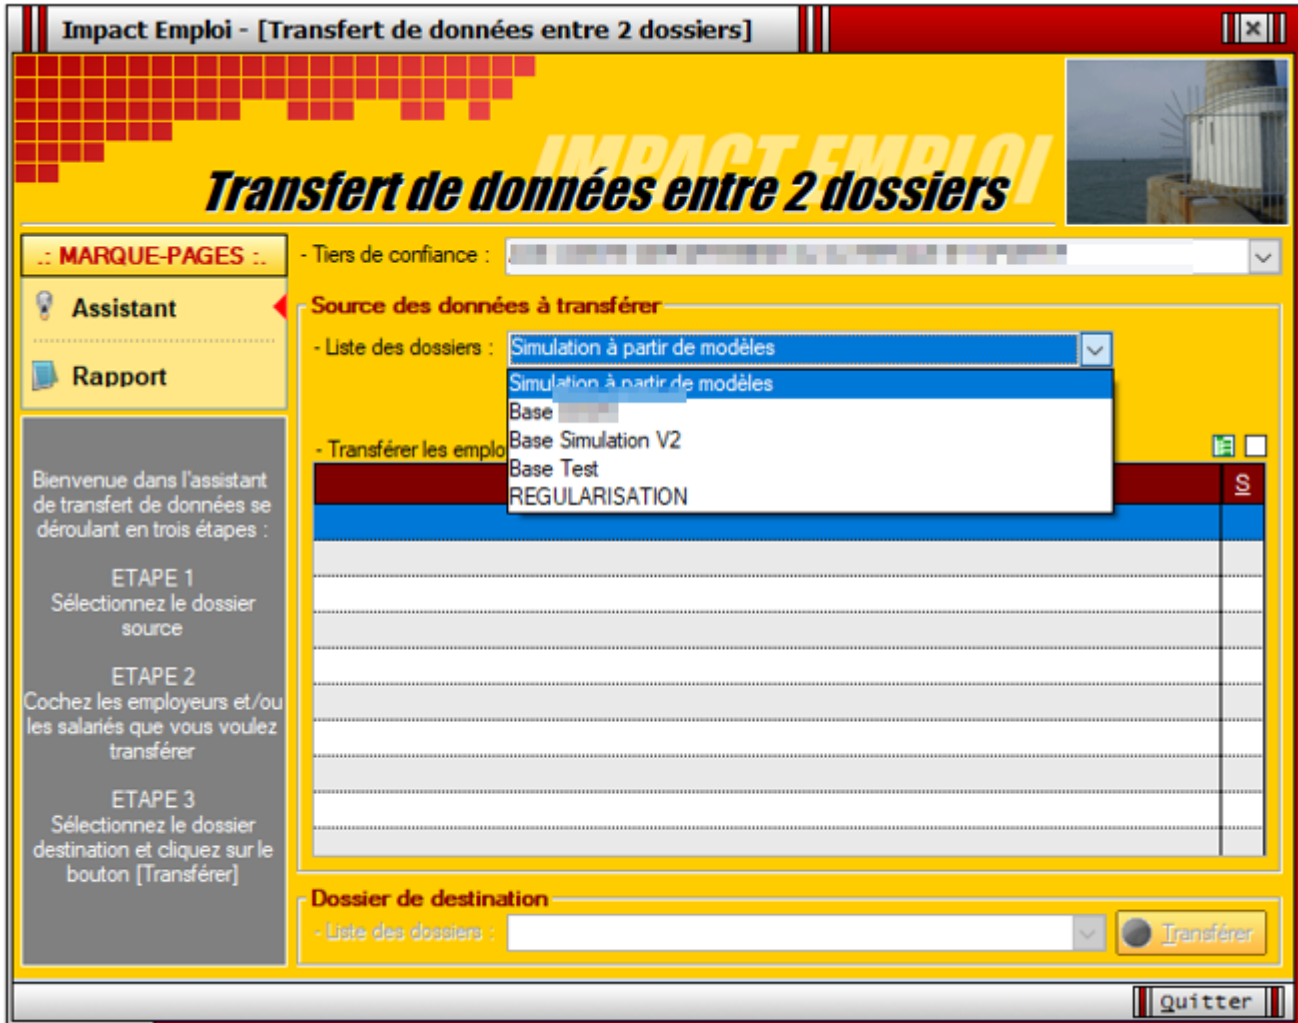 Impact Emploi - [Transfert de données entre 2 dossiers]
IMPACT EMPLOI
Transfert de données entre 2 dossiers
.: MARQUE-PAGES :.
Assistant
Rapport
Bienvenue dans l'assistant
de transfert de données se
déroulant en trois étapes :
ETAPE 1
Sélectionnez le dossier
source
ETAPE 2
Cochez les employeurs et/ou
les salariés que vous voulez
transférer
ETAPE 3
Sélectionnez le dossier
destination et cliquez sur le
bouton [Transférer]
- Tiers de confiance :
Source des données à transférer
- Liste des dossiers : Simulation à partir de modèles
Simulation à partir de modèles
Base
Base Simulation V2
Base Test
REGULARISATION
- Transférer les emplo
S
Dossier de destination
- Liste des dossiers :
Transférer
Quitter